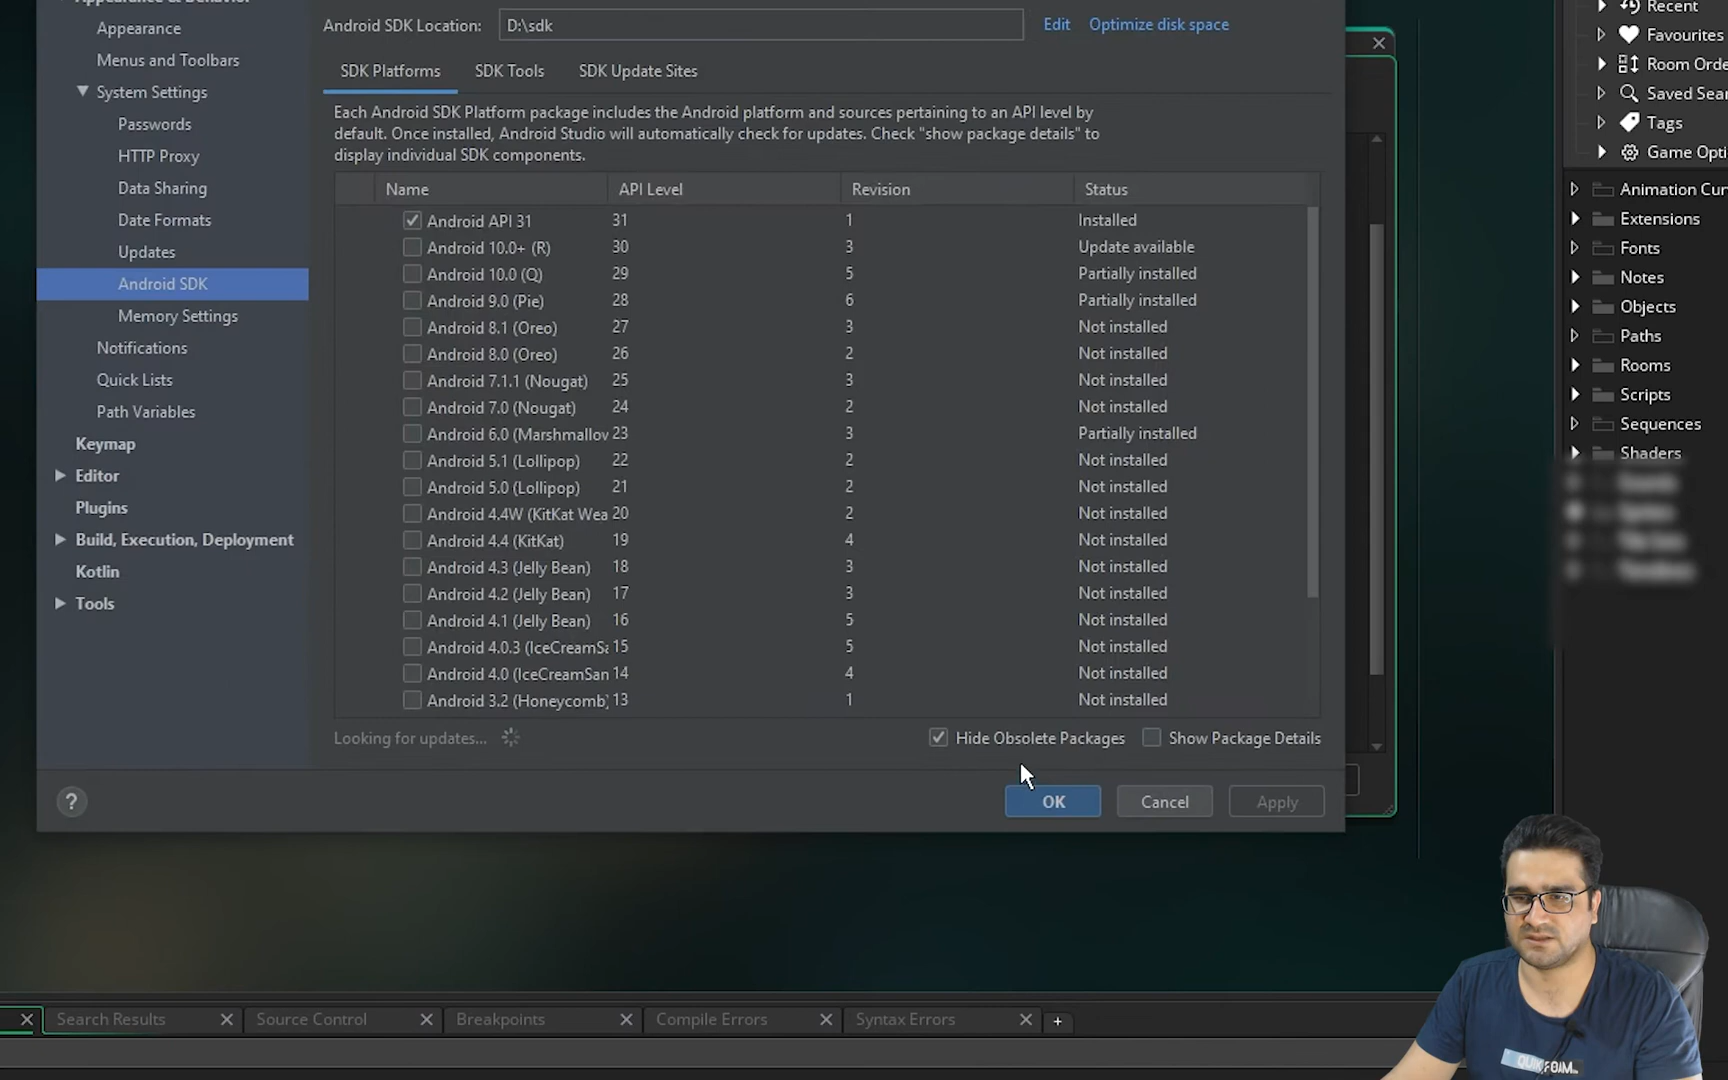 Appearance & Behavior
Appearance
Menus and Toolbars
System Settings
Passwords
HTTP Proxy
Data Sharing
Date Formats
Updates
Android SDK
Memory Settings
Notifications
Quick Lists
Path Variables
Keymap
Editor
Plugins
Build, Execution, Deployment
Kotlin
Tools
?
Android SDK Location: D:\sdk Edit Optimize disk space
SDK Platforms SDK Tools SDK Update Sites
Each Android SDK Platform package includes the Android platform and sources pertaining to an API level by
default. Once installed, Android Studio will automatically check for updates. Check "show package details" to
display individual SDK components.
Name API Level Revision Status
Android API 31 31 1 Installed
Android 10.0+ (R) 30 3 Update available
Android 10.0 (Q) 29 5 Partially installed
Android 9.0 (Pie) 28 6 Partially installed
Android 8.1 (Oreo) 27 3 Not installed
Android 8.0 (Oreo) 26 2 Not installed
Android 7.1.1 (Nougat) 25 3 Not installed
Android 7.0 (Nougat) 24 2 Not installed
Android 6.0 (Marshmallov 23 3 Partially installed
Android 5.1 (Lollipop) 22 2 Not installed
Android 5.0 (Lollipop) 21 2 Not installed
Android 4.4W (KitKat Wea 20 2 Not installed
Android 4.4 (KitKat) 19 4 Not installed
Android 4.3 (Jelly Bean) 18 3 Not installed
Android 4.2 (Jelly Bean) 17 3 Not installed
Android 4.1 (Jelly Bean) 16 5 Not installed
Android 4.0.3 (IceCreamSa 15 5 Not installed
Android 4.0 (IceCreamSan 14 4 Not installed
Android 3.2 (Honeycomb) 13 1 Not installed
Looking for updates... Hide Obsolete Packages Show Package Details
OK Cancel Apply
Recent
Favourites
Room Orde
Saved Sear
Tags
Game Opti
Animation Cur
Extensions
Fonts
Notes
Objects
Paths
Rooms
Scripts
Sequences
Shaders
Search Results Source Control Breakpoints Compile Errors Syntax Errors +